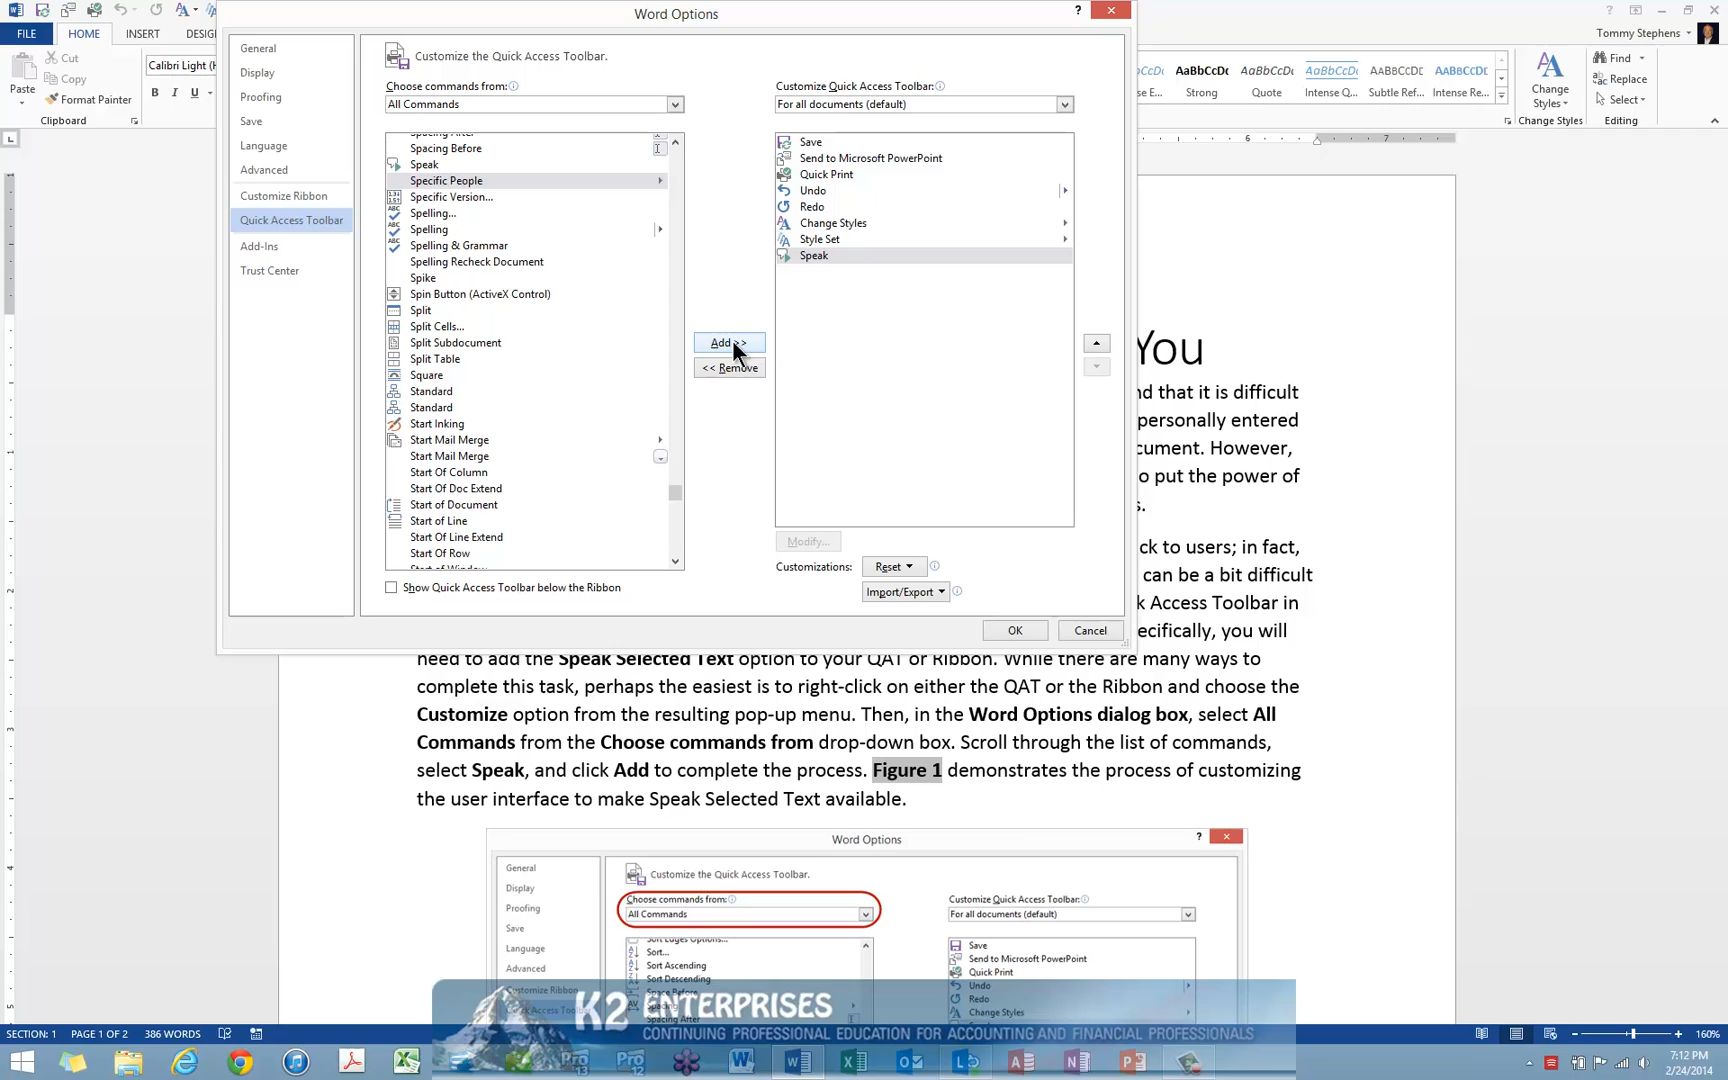 Word Options
?
FILE
HOME
INSERT
DESIG
Tommy Stephens
Paste
Cut
Copy
Format Painter
Clipboard
Calibri Light (H
B I U
General
Display
Proofing
Save
Language
Advanced
Customize Ribbon
Quick Access Toolbar
Add-Ins
Trust Center
Customize the Quick Access Toolbar.
Choose commands from:
All Commands
Spacing Before
Speak
Specific People
Specific Version...
Spelling...
Spelling
Spelling & Grammar
Spelling Recheck Document
Spike
Spin Button (ActiveX Control)
Split
Split Cells...
Split Subdocument
Split Table
Square
Standard
Standard
Start Inking
Start Mail Merge
Start Mail Merge
Start Of Column
Start Of Doc Extend
Start of Document
Start of Line
Start Of Line Extend
Start Of Row
Show Quick Access Toolbar below the Ribbon
Add >>
<< Remove
Customize Quick Access Toolbar:
For all documents (default)
Save
Send to Microsoft PowerPoint
Quick Print
Undo
Redo
Change Styles
Style Set
Speak
Modify...
Customizations:
Reset
Import/Export
OK
Cancel
AaBbCcDc AaBbCcDc AaBbCcDc AaBbCcDc AaBbCcDc
Strong Quote Intense Q... Subtle Ref... Intense Re...
Change
Styles
Change Styles
Find
Replace
Select
Editing
6 7
You
nd that it is difficult
personally entered
cument. However,
o put the power of
s.
ck to users; in fact,
can be a bit difficult
k Access Toolbar in
ecifically, you will
need to add the Speak Selected Text option to your QAT or Ribbon. While there are many ways to
complete this task, perhaps the easiest is to right-click on either the QAT or the Ribbon and choose the
Customize option from the resulting pop-up menu. Then, in the Word Options dialog box, select All
Commands from the Choose commands from drop-down box. Scroll through the list of commands,
select Speak, and click Add to complete the process. Figure 1 demonstrates the process of customizing
the user interface to make Speak Selected Text available.
Word Options
?
General
Display
Proofing
Save
Language
Advanced
Customize Ribbon
Customize the Quick Access Toolbar.
Choose commands from:
All Commands
Sort...
Sort Ascending
Sort Descending
Space Before
Spacing
Spacing After
Customize Quick Access Toolbar:
For all documents (default)
Save
Send to Microsoft PowerPoint
Quick Print
Undo
Redo
Change Styles
K2 ENTERPRISES
CONTINUING PROFESSIONAL EDUCATION FOR ACCOUNTING AND FINANCIAL PROFESSIONALS
SECTION: 1 PAGE 1 OF 2 386 WORDS
160%
7:12 PM
2/24/2014